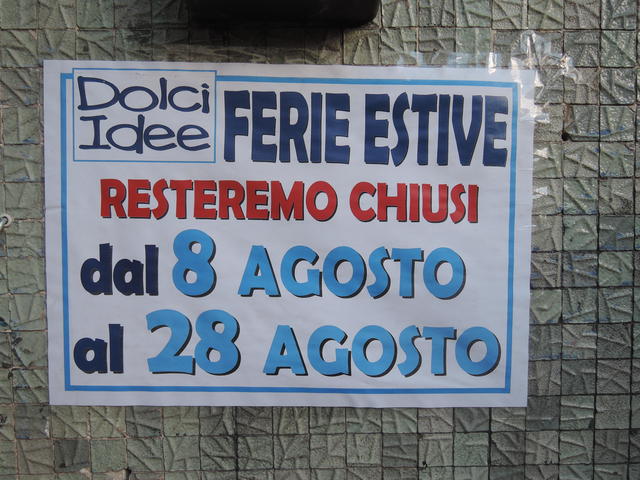 Dolci
Idee
FERIE ESTIVE
RESTEREMO CHIUSI
dal 8 AGOSTO
al 28 AGOSTO